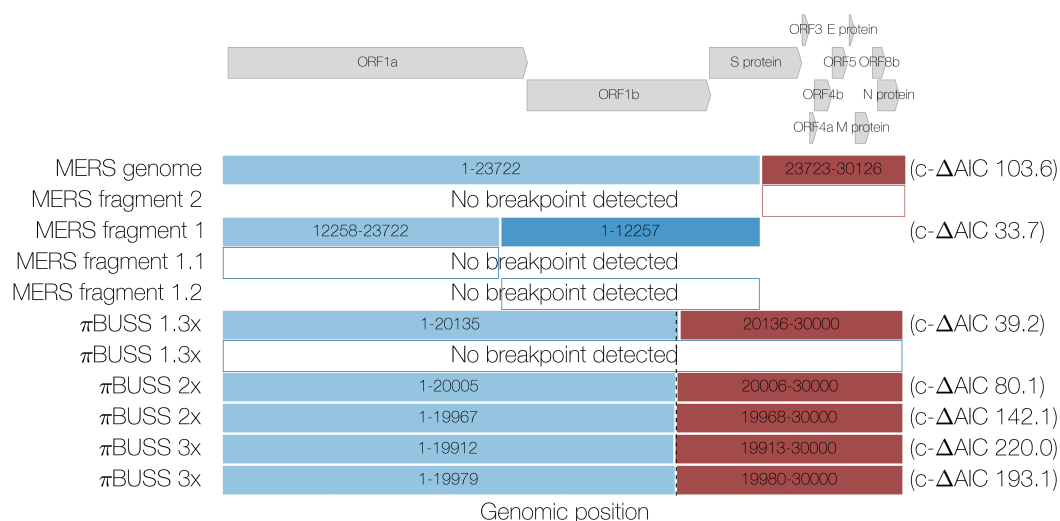 ORF3 E protein
ORF1a S protein ORF5 ORF8b
ORF1b ORF4b N protein
ORF4a M protein
MERS genome 1-23722 23723-30126 (c-ΔAIC 103.6)
MERS fragment 2 No breakpoint detected
MERS fragment 1 12258-23722 1-12257 (c-ΔAIC 33.7)
MERS fragment 1.1 No breakpoint detected
MERS fragment 1.2 No breakpoint detected
πBUSS 1.3x 1-20135 20136-30000 (c-ΔAIC 39.2)
πBUSS 1.3x No breakpoint detected
πBUSS 2x 1-20005 20006-30000 (c-ΔAIC 80.1)
πBUSS 2x 1-19967 19968-30000 (c-ΔAIC 142.1)
πBUSS 3x 1-19912 19913-30000 (c-ΔAIC 220.0)
πBUSS 3x 1-19979 19980-30000 (c-ΔAIC 193.1)
Genomic position